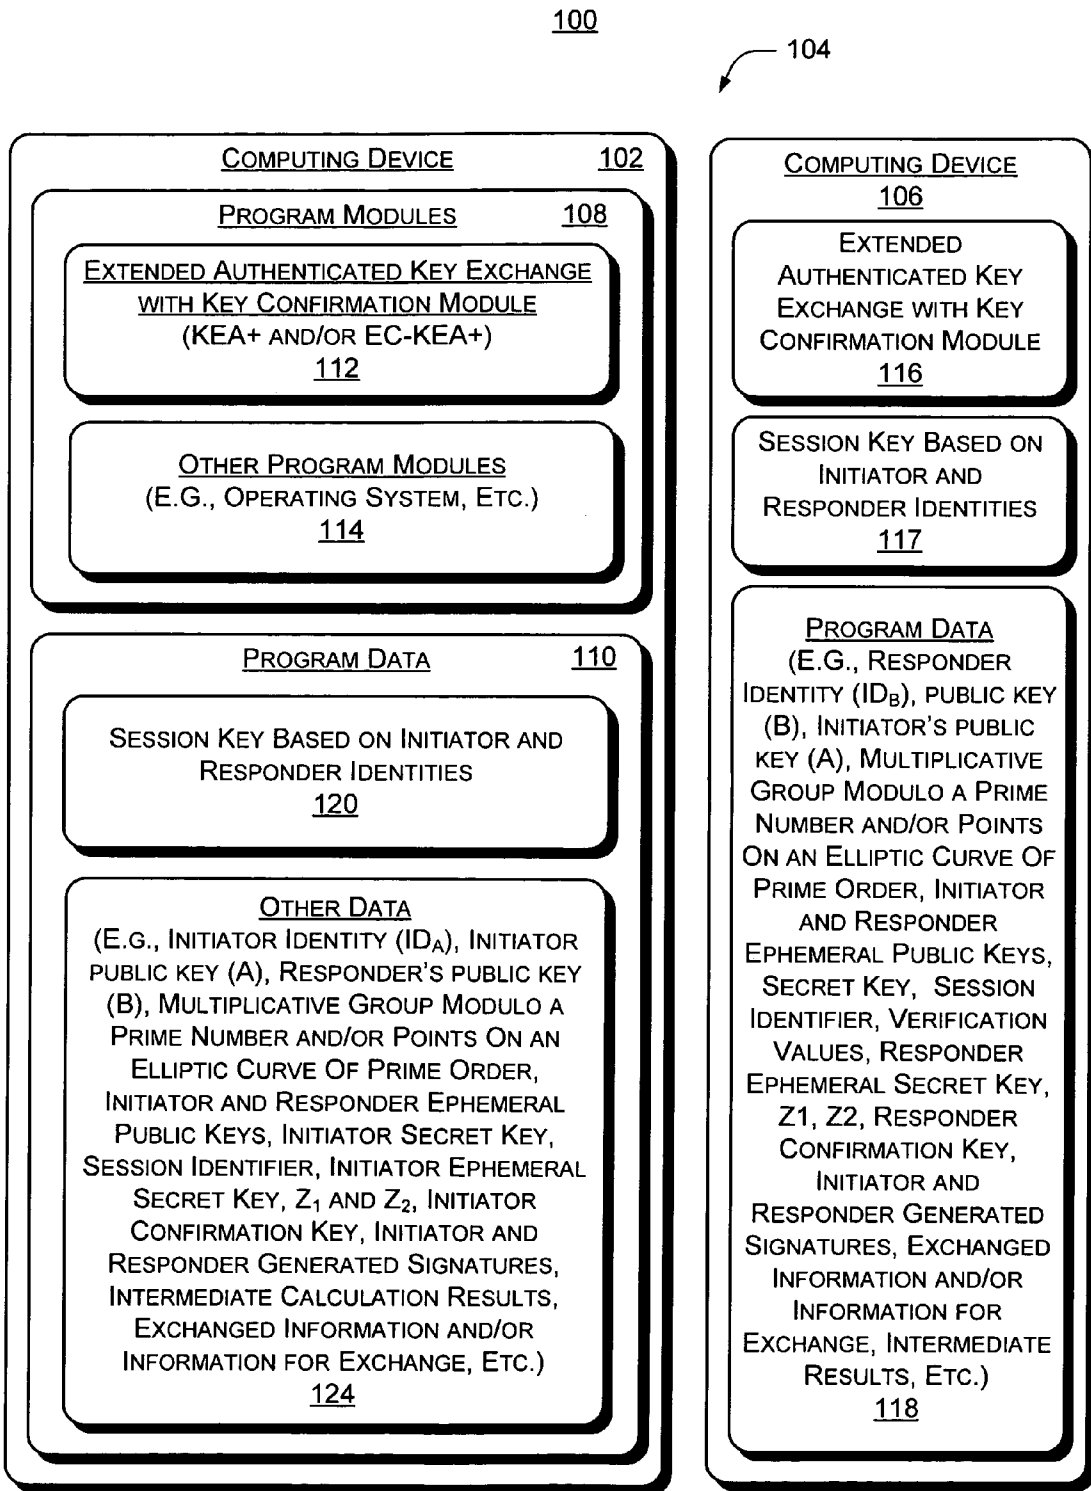 100
104
COMPUTING DEVICE 102
PROGRAM MODULES 108
EXTENDED AUTHENTICATED KEY EXCHANGE
WITH KEY CONFIRMATION MODULE
(KEA+ AND/OR EC-KEA+)
112
OTHER PROGRAM MODULES
(E.G., OPERATING SYSTEM, ETC.)
114
PROGRAM DATA 110
SESSION KEY BASED ON INITIATOR AND
RESPONDER IDENTITIES
120
OTHER DATA
(E.G., INITIATOR IDENTITY (ID_A), INITIATOR
PUBLIC KEY (A), RESPONDER'S PUBLIC KEY
(B), MULTIPLICATIVE GROUP MODULO A
PRIME NUMBER AND/OR POINTS ON AN
ELLIPTIC CURVE OF PRIME ORDER,
INITIATOR AND RESPONDER EPHEMERAL
PUBLIC KEYS, INITIATOR SECRET KEY,
SESSION IDENTIFIER, INITIATOR EPHEMERAL
SECRET KEY, Z₁ AND Z₂, INITIATOR
CONFIRMATION KEY, INITIATOR AND
RESPONDER GENERATED SIGNATURES,
INTERMEDIATE CALCULATION RESULTS,
EXCHANGED INFORMATION AND/OR
INFORMATION FOR EXCHANGE, ETC.)
124
COMPUTING DEVICE
106
EXTENDED
AUTHENTICATED KEY
EXCHANGE WITH KEY
CONFIRMATION MODULE
116
SESSION KEY BASED ON
INITIATOR AND
RESPONDER IDENTITIES
117
PROGRAM DATA
(E.G., RESPONDER
IDENTITY (ID_B), PUBLIC KEY
(B), INITIATOR'S PUBLIC
KEY (A), MULTIPLICATIVE
GROUP MODULO A PRIME
NUMBER AND/OR POINTS
ON AN ELLIPTIC CURVE OF
PRIME ORDER, INITIATOR
AND RESPONDER
EPHEMERAL PUBLIC KEYS,
SECRET KEY, SESSION
IDENTIFIER, VERIFICATION
VALUES, RESPONDER
EPHEMERAL SECRET KEY,
Z1, Z2, RESPONDER
CONFIRMATION KEY,
INITIATOR AND
RESPONDER GENERATED
SIGNATURES, EXCHANGED
INFORMATION AND/OR
INFORMATION FOR
EXCHANGE, INTERMEDIATE
RESULTS, ETC.)
118